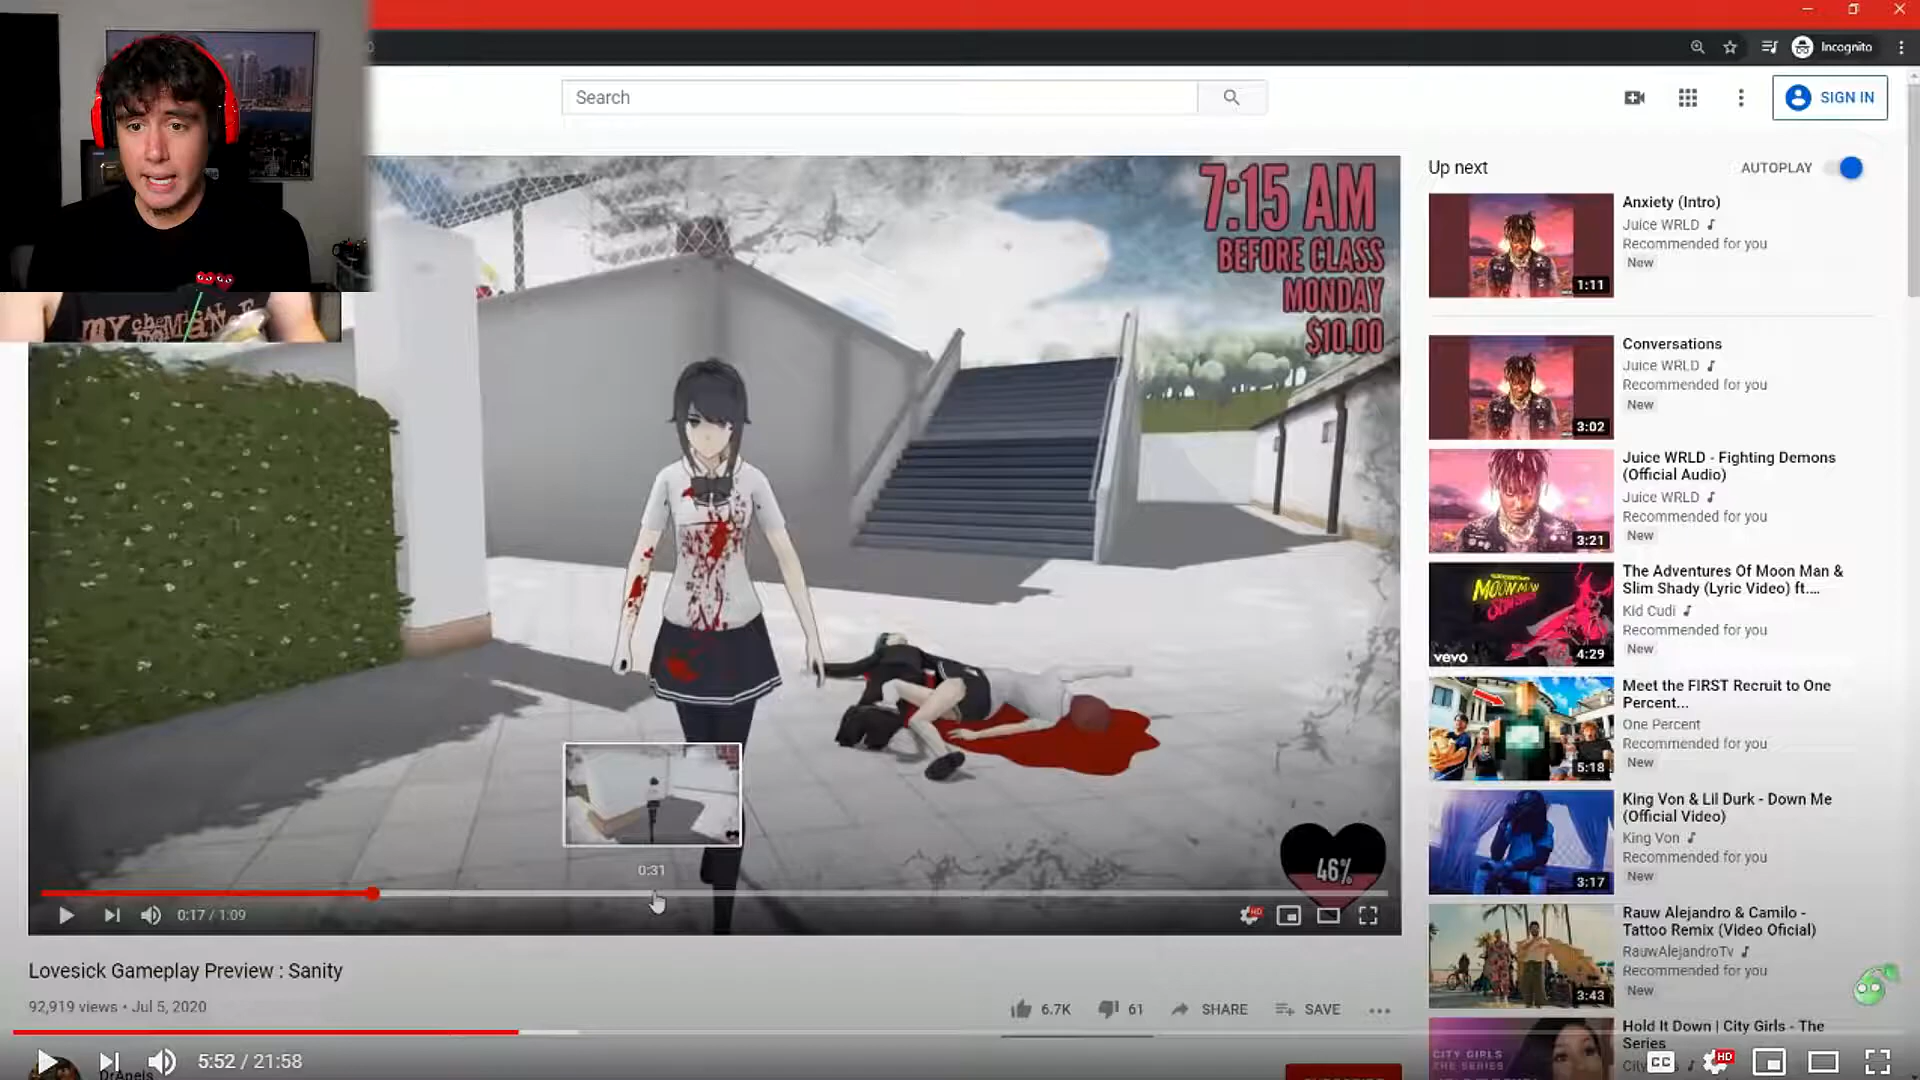 Incognito
Search
SIGN IN
MY CHEMICAL
7:15 AM
BEFORE CLASS
MONDAY
$10.00
46%
0:31
0:17 / 1:09
HD
Lovesick Gameplay Preview : Sanity
92,919 views • Jul 5, 2020
6.7K
61
SHARE
SAVE
Up next
AUTOPLAY
Anxiety (Intro)
Juice WRLD
Recommended for you
New
1:11
Conversations
Juice WRLD
Recommended for you
New
3:02
Juice WRLD - Fighting Demons
(Official Audio)
Juice WRLD
Recommended for you
New
3:21
The Adventures Of Moon Man &
Slim Shady (Lyric Video) ft....
Kid Cudi
Recommended for you
New
MOON MAN
vevo
4:29
Meet the FIRST Recruit to One
Percent...
One Percent
Recommended for you
New
5:18
King Von & Lil Durk - Down Me
(Official Video)
King Von
Recommended for you
New
3:17
Rauw Alejandro & Camilo -
Tattoo Remix (Video Oficial)
RauwAlejandroTv
Recommended for you
New
3:43
Hold It Down | City Girls - The
Series
CITY GIRLS
THE SERIES
5:52 / 21:58
CC
HD